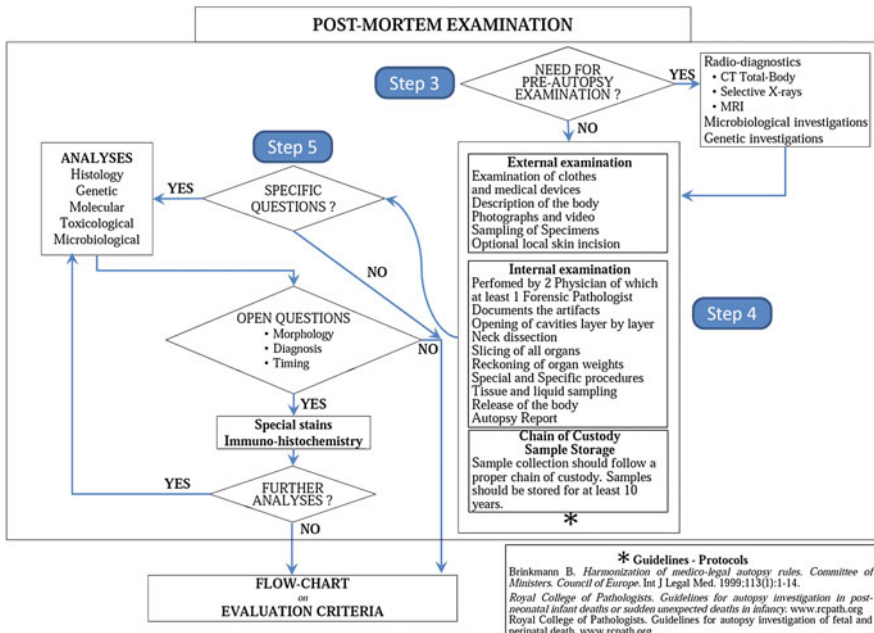 POST-MORTEM EXAMINATION
Step 3
NEED FOR
PRE-AUTOPSY
EXAMINATION ?
YES
NO
Radio-diagnostics
• CT Total-Body
• Selective X-rays
• MRI
Microbiological investigations
Genetic investigations
Step 5
ANALYSES
Histology
Genetic
Molecular
Toxicological
Microbiological
YES
SPECIFIC
QUESTIONS ?
NO
External examination
Examination of clothes
and medical devices
Description of the body
Photographs and video
Sampling of Specimens
Optional local skin incision
Internal examination
Perfomed by 2 Physician of which
at least 1 Forensic Pathologist
Documents the artifacts
Opening of cavities layer by layer
Neck dissection
Slicing of all organs
Reckoning of organ weights
Special and Specific procedures
Tissue and liquid sampling
Release of the body
Autopsy Report
Step 4
Chain of Custody
Sample Storage
Sample collection should follow a
proper chain of custody. Samples
should be stored for at least 10
years.
*
OPEN QUESTIONS
• Morphology
• Diagnosis
• Timing
NO
YES
Special stains
Immuno-histochemistry
YES
FURTHER
ANALYSES ?
NO
FLOW-CHART
on
EVALUATION CRITERIA
* Guidelines - Protocols
Brinkmann B. Harmonization of medico-legal autopsy rules. Committee of
Ministers. Council of Europe. Int J Legal Med. 1999;113(1):1-14.
Royal College of Pathologists. Guidelines for autopsy investigation in post-
neonatal infant deaths or sudden unexpected deaths in infancy. www.rcpath.org
Royal College of Pathologists. Guidelines for autopsy investigation of fetal and
perinatal death. www.rcpath.org